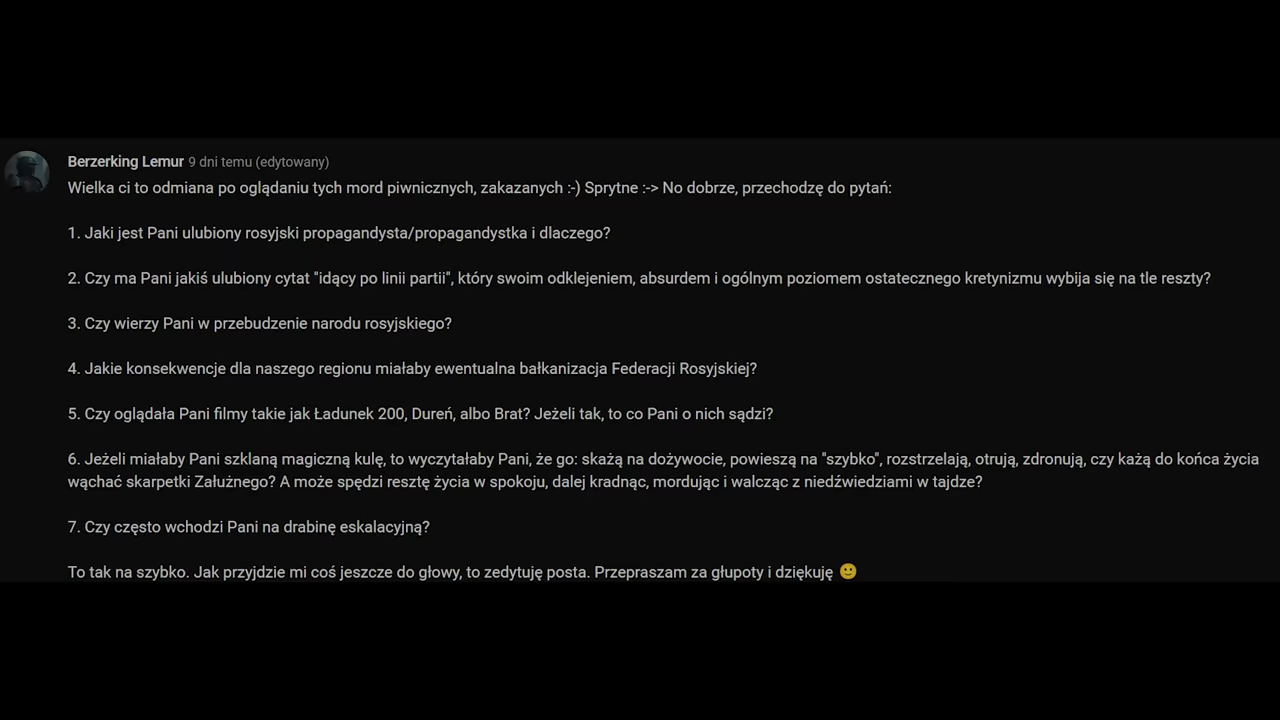 Berzerking Lemur 9 dni temu (edytowany)
Wielka ci to odmiana po oglądaniu tych mord piwnicznych, zakazanych :-) Sprytne :-> No dobrze, przechodzę do pytań:
1. Jaki jest Pani ulubiony rosyjski propagandysta/propagandystka i dlaczego?
2. Czy ma Pani jakiś ulubiony cytat "idący po linii partii", który swoim odklejeniem, absurdem i ogólnym poziomem ostatecznego kretynizmu wybija się na tle reszty?
3. Czy wierzy Pani w przebudzenie narodu rosyjskiego?
4. Jakie konsekwencje dla naszego regionu miałaby ewentualna bałkanizacja Federacji Rosyjskiej?
5. Czy oglądała Pani filmy takie jak Ładunek 200, Dureń, albo Brat? Jeżeli tak, to co Pani o nich sądzi?
6. Jeżeli miałaby Pani szklaną magiczną kulę, to wyczytałaby Pani, że go: skażą na dożywocie, powieszą na "szybko", rozstrzelają, otrują, zdronują, czy każą do końca życia
wąchać skarpetki Załużnego? A może spędzi resztę życia w spokoju, dalej kradnąc, mordując i walcząc z niedźwiedziami w tajdze?
7. Czy często wchodzi Pani na drabinę eskalacyjną?
To tak na szybko. Jak przyjdzie mi coś jeszcze do głowy, to zedytuję posta. Przepraszam za głupoty i dziękuję 🙂